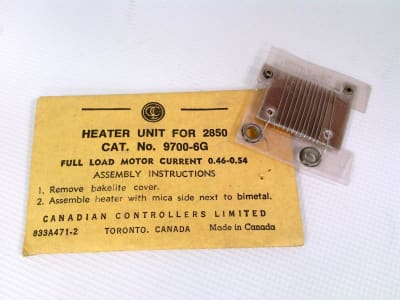 HEATER UNIT FOR 2850
CAT. No. 9700-6G
FULL LOAD MOTOR CURRENT 0.46-0.54
ASSEMBLY INSTRUCTIONS
1. Remove bakelite cover.
2. Assemble heater with mica side next to bimetal.
CANADIAN CONTROLLERS LIMITED
833A471-2 TORONTO, CANADA Made in Canada